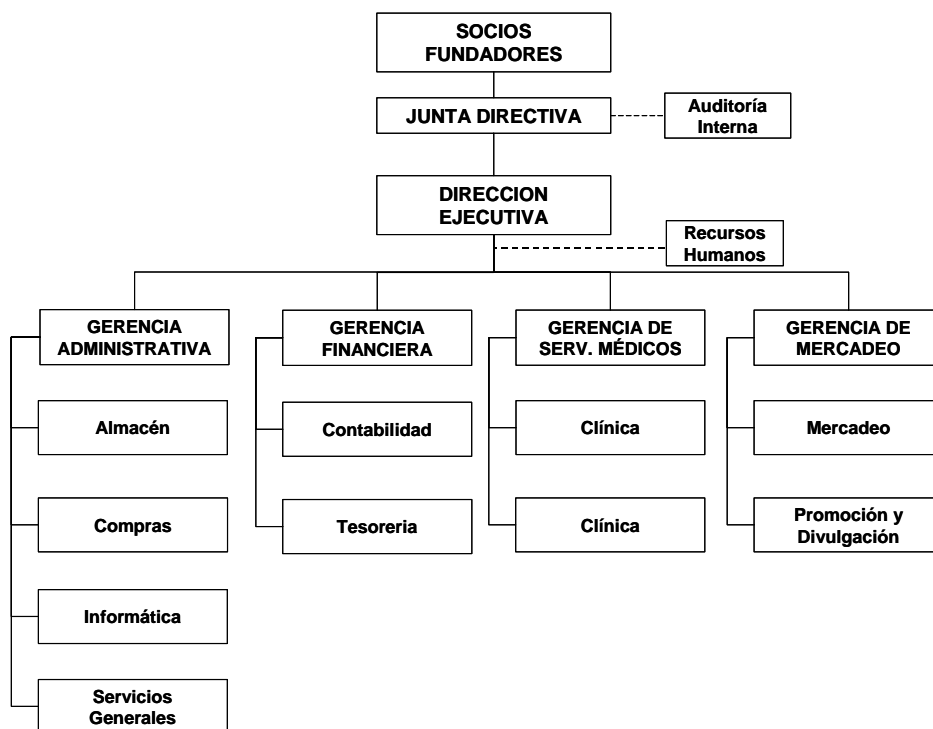 SOCIOS
FUNDADORES
JUNTA DIRECTIVA
Auditoría
Interna
DIRECCION
EJECUTIVA
Recursos
Humanos
GERENCIA
ADMINISTRATIVA
GERENCIA
FINANCIERA
GERENCIA DE
SERV. MÉDICOS
GERENCIA DE
MERCADEO
Almacén
Contabilidad
Clínica
Mercadeo
Compras
Tesoreria
Clínica
Promoción y
Divulgación
Informática
Servicios
Generales